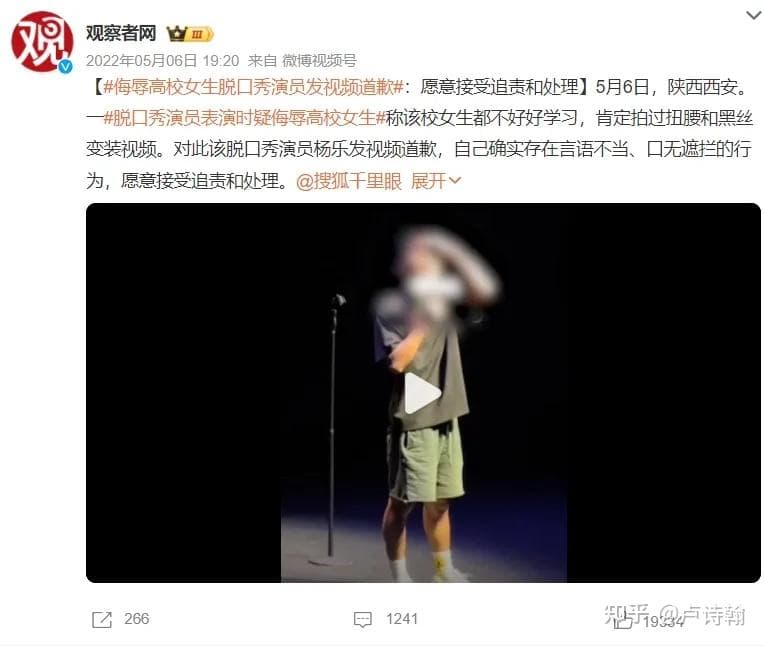 观
观察者网 III
2022年05月06日 19:20 来自 微博视频号
【#侮辱高校女生脱口秀演员发视频道歉#：愿意接受追责和处理】5月6日，陕西西安。
一#脱口秀演员表演时疑侮辱高校女生#称该校女生都不好好学习，肯定拍过扭腰和黑丝
变装视频。对此该脱口秀演员杨乐发视频道歉，自己确实存在言语不当、口无遮拦的行
为，愿意接受追责和处理。@搜狐千里眼 展开
266
1241
19334
知乎 @卢诗翰